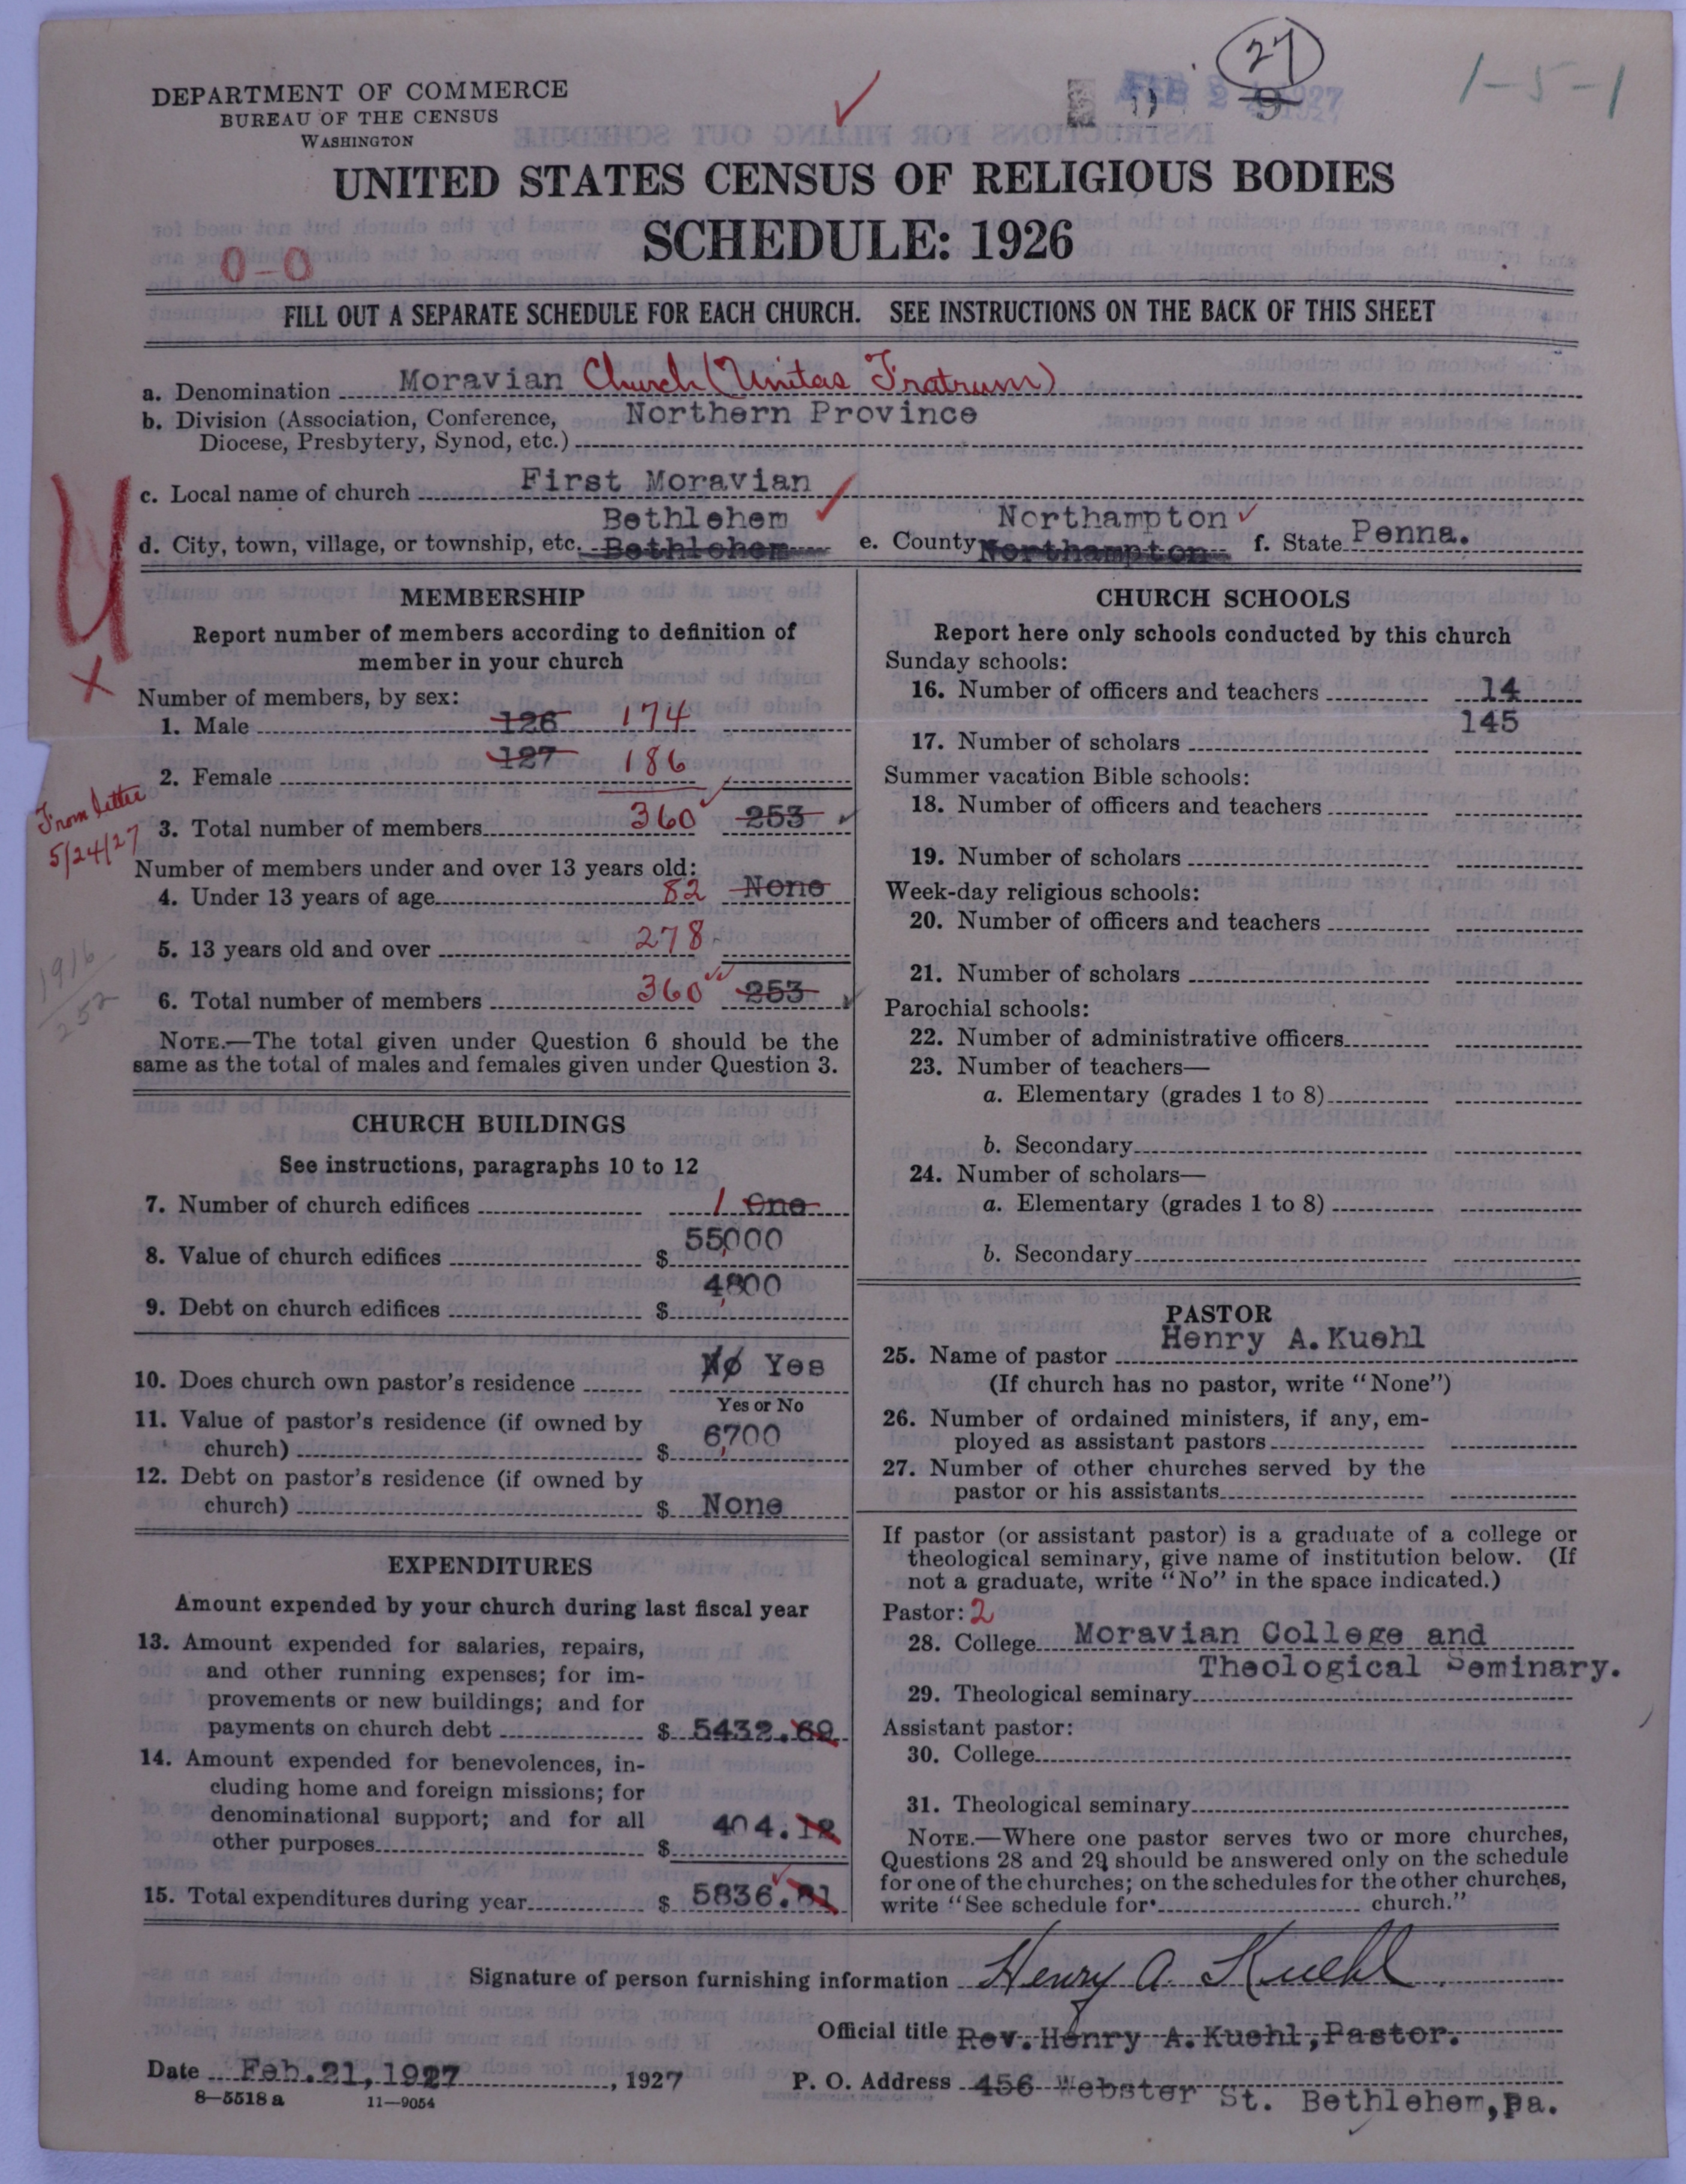 27
1-5-1
DEPARTMENT OF COMMERCE
BUREAU OF THE CENSUS
WASHINGTON
9
1927
UNITED STATES CENSUS OF RELIGIOUS BODIES
SCHEDULE: 1926
0-0
FILL OUT A SEPARATE SCHEDULE FOR EACH CHURCH. SEE INSTRUCTIONS ON THE BACK OF THIS SHEET
a. Denomination Moravian Church (Unitas Fratrum)
b. Division (Association, Conference, Northern Province
Diocese, Presbytery, Synod, etc.)
c. Local name of church First Moravian
Bethlehem Northampton
d. City, town, village, or township, etc. Bethlehem e. County Northampton f. State Penna.
MEMBERSHIP
Report number of members according to definition of
member in your church
Number of members, by sex:
1. Male 126 174
2. Female 127 186
From letter
5/24/27
3. Total number of members 360 253
Number of members under and over 13 years old:
4. Under 13 years of age 82 None
5. 13 years old and over 278
1916
252
6. Total number of members 360 253
NOTE.—The total given under Question 6 should be the
same as the total of males and females given under Question 3.
CHURCH BUILDINGS
See instructions, paragraphs 10 to 12
7. Number of church edifices 1 One
8. Value of church edifices $ 55,000
9. Debt on church edifices $ 4,800
10. Does church own pastor's residence No Yes
Yes or No
11. Value of pastor's residence (if owned by
church) $ 6,700
12. Debt on pastor's residence (if owned by
church) $ None
EXPENDITURES
Amount expended by your church during last fiscal year
13. Amount expended for salaries, repairs,
and other running expenses; for im-
provements or new buildings; and for
payments on church debt $ 5432.69
14. Amount expended for benevolences, in-
cluding home and foreign missions; for
denominational support; and for all
other purposes $ 404.12
15. Total expenditures during year $ 5836.81
CHURCH SCHOOLS
Report here only schools conducted by this church
Sunday schools:
16. Number of officers and teachers 14
17. Number of scholars 145
Summer vacation Bible schools:
18. Number of officers and teachers
19. Number of scholars
Week-day religious schools:
20. Number of officers and teachers
21. Number of scholars
Parochial schools:
22. Number of administrative officers
23. Number of teachers—
a. Elementary (grades 1 to 8)
b. Secondary
24. Number of scholars—
a. Elementary (grades 1 to 8)
b. Secondary
PASTOR
25. Name of pastor Henry A. Kuehl
(If church has no pastor, write "None")
26. Number of ordained ministers, if any, em-
ployed as assistant pastors
27. Number of other churches served by the
pastor or his assistants
If pastor (or assistant pastor) is a graduate of a college or
theological seminary, give name of institution below. (If
not a graduate, write "No" in the space indicated.)
Pastor: 2
28. College Moravian College and
Theological Seminary.
29. Theological seminary
Assistant pastor:
30. College
31. Theological seminary
NOTE.—Where one pastor serves two or more churches,
Questions 28 and 29 should be answered only on the schedule
for one of the churches; on the schedules for the other churches,
write "See schedule for church."
Signature of person furnishing information Henry A. Kuehl
Official title Rev. Henry A. Kuehl, Pastor.
Date Feb. 21, 1927, 1927 P. O. Address 456 Webster St. Bethlehem, Pa.
8—5518 a 11—9054